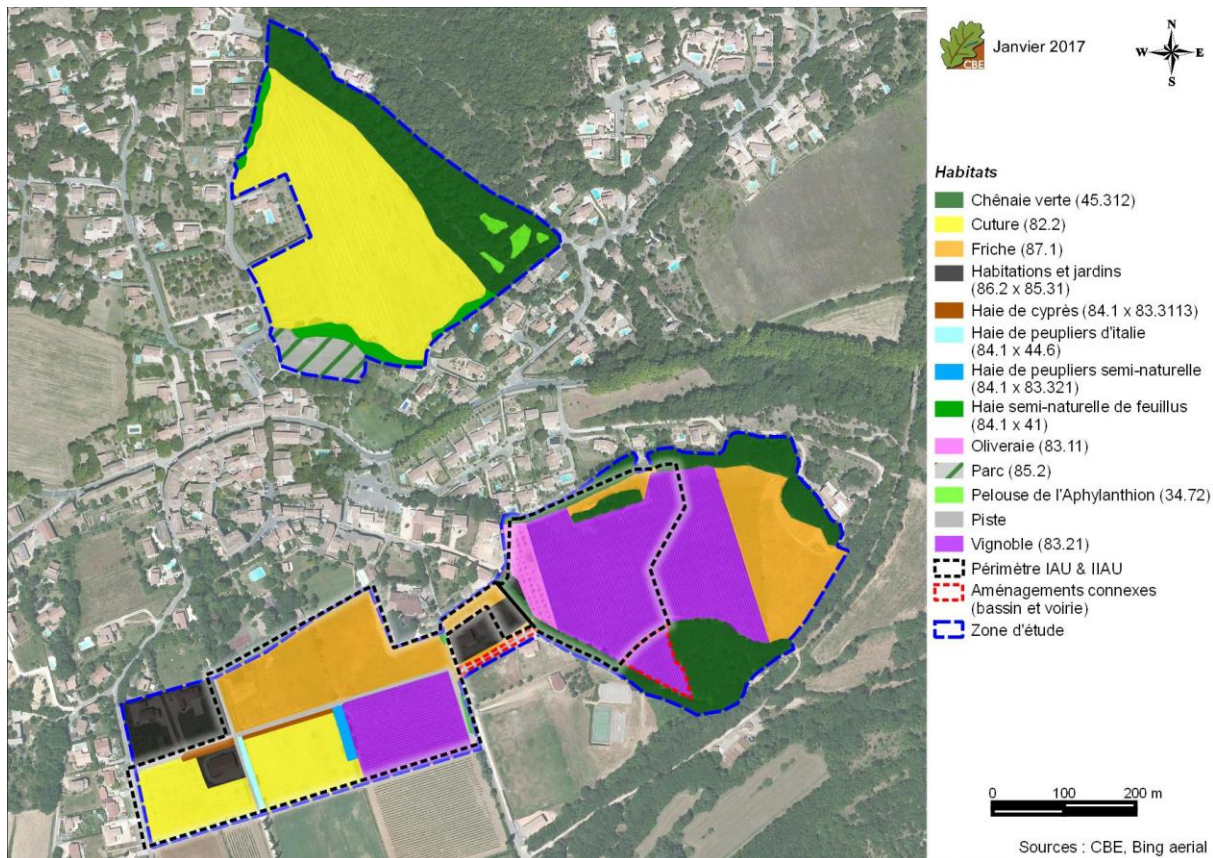 Janvier 2017
CBE
N
W
E
S
Habitats
Chênaie verte (45.312)
Cuture (82.2)
Friche (87.1)
Habitations et jardins
(86.2 x 85.31)
Haie de cyprès (84.1 x 83.3113)
Haie de peupliers d'italie
(84.1 x 44.6)
Haie de peupliers semi-naturelle
(84.1 x 83.321)
Haie semi-naturelle de feuillus
(84.1 x 41)
Oliveraie (83.11)
Parc (85.2)
Pelouse de l'Aphylanthion (34.72)
Piste
Vignoble (83.21)
Périmètre IAU & IIAU
Aménagements connexes
(bassin et voirie)
Zone d'étude
0 100 200 m
Sources : CBE, Bing aerial